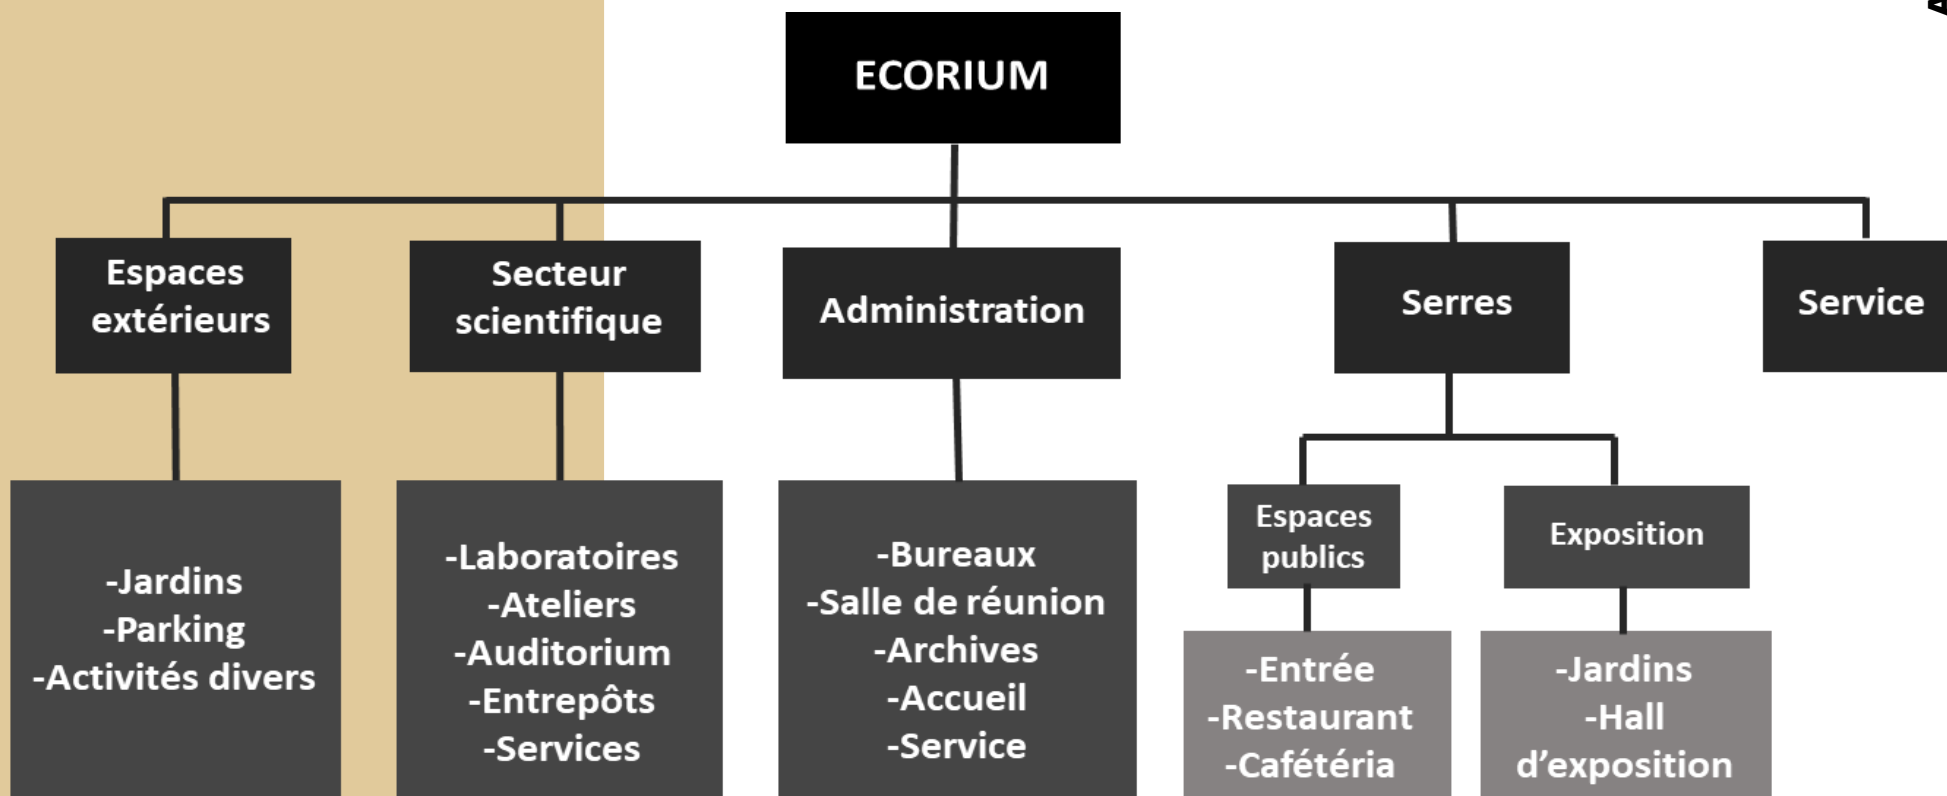 ECORIUM
Espaces
extérieurs
Secteur
scientifique
Administration
Serres
Service
-Jardins
-Parking
-Activités divers
-Laboratoires
-Ateliers
-Auditorium
-Entrepôts
-Services
-Bureaux
-Salle de réunion
-Archives
-Accueil
-Service
Espaces
publics
-Entrée
-Restaurant
-Cafétéria
Exposition
-Jardins
-Hall
d’exposition